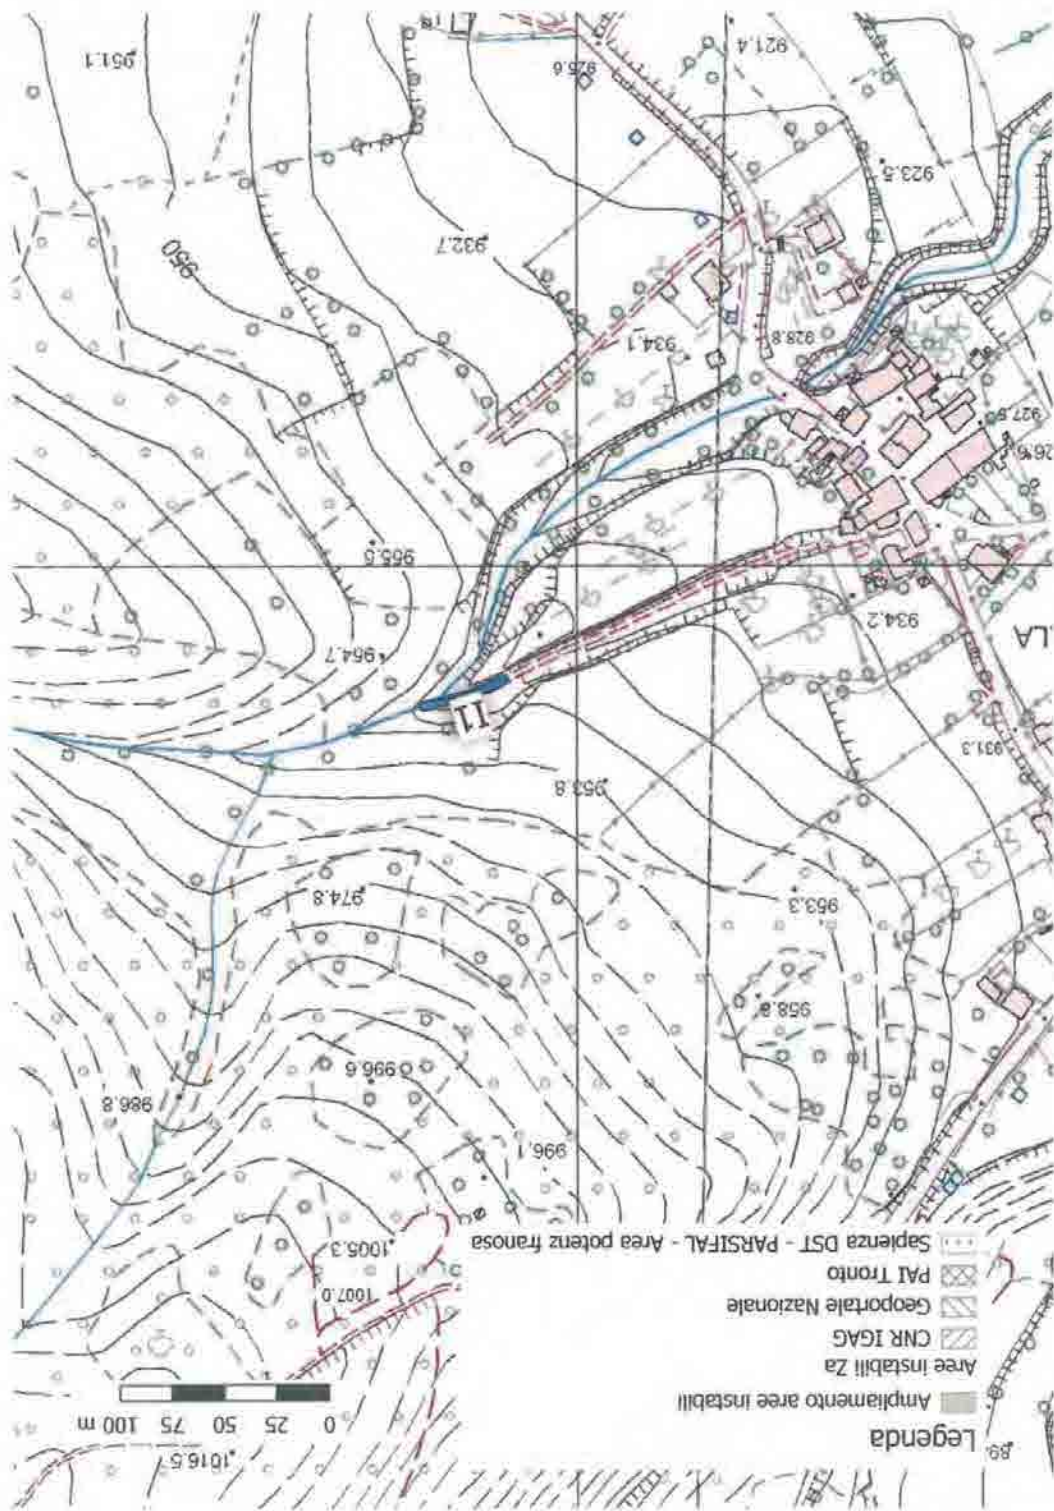 Legenda
Ampliamento aree instabili
Aree instabili Za
CNR IGAG
Geoportale Nazionale
PAI Tronto
Sapienza DST - PARSIFAL - Area potenz franosa
0 25 50 75 100 m
1016.5
1007.0
1005.3
996.1
996.6
986.8
958.8
953.3
974.8
953.8
931.3
11
954.7
934.2
LA
927.5
934.1
928.8
950
932.7
923.5
925.6
921.4
951.1